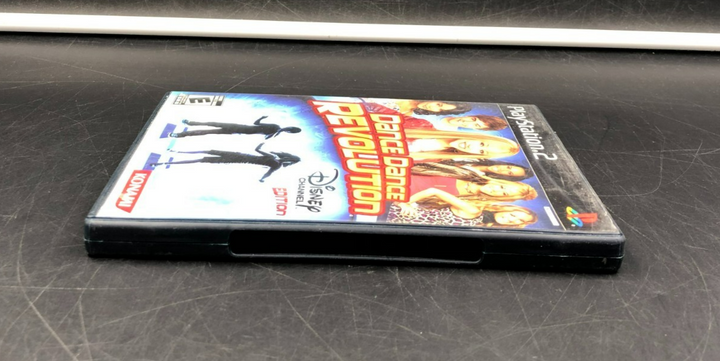 PlayStation 2
Dance Dance
REVOLUTION
Disney
CHANNEL
EDITION
E
KONAMI